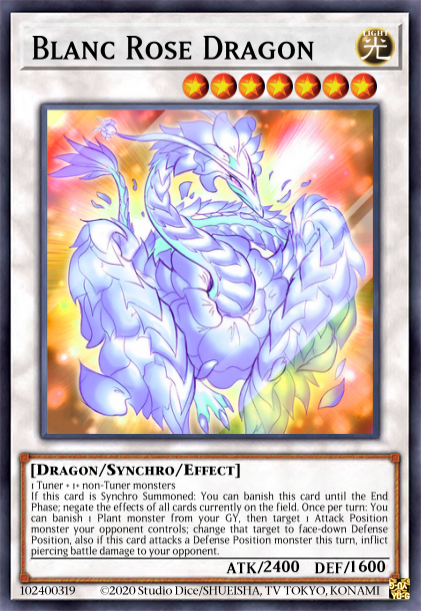 BLANC ROSE DRAGON
LIGHT
光
[DRAGON/SYNCHRO/EFFECT]
1 Tuner + 1+ non-Tuner monsters
If this card is Synchro Summoned: You can banish this card until the End
Phase; negate the effects of all cards currently on the field. Once per turn: You
can banish 1 Plant monster from your GY, then target 1 Attack Position
monster your opponent controls; change that target to face-down Defense
Position, also if this card attacks a Defense Position monster this turn, inflict
piercing battle damage to your opponent.
ATK/2400 DEF/1600
102400319 ©2020 Studio Dice/SHUEISHA, TV TOKYO, KONAMI